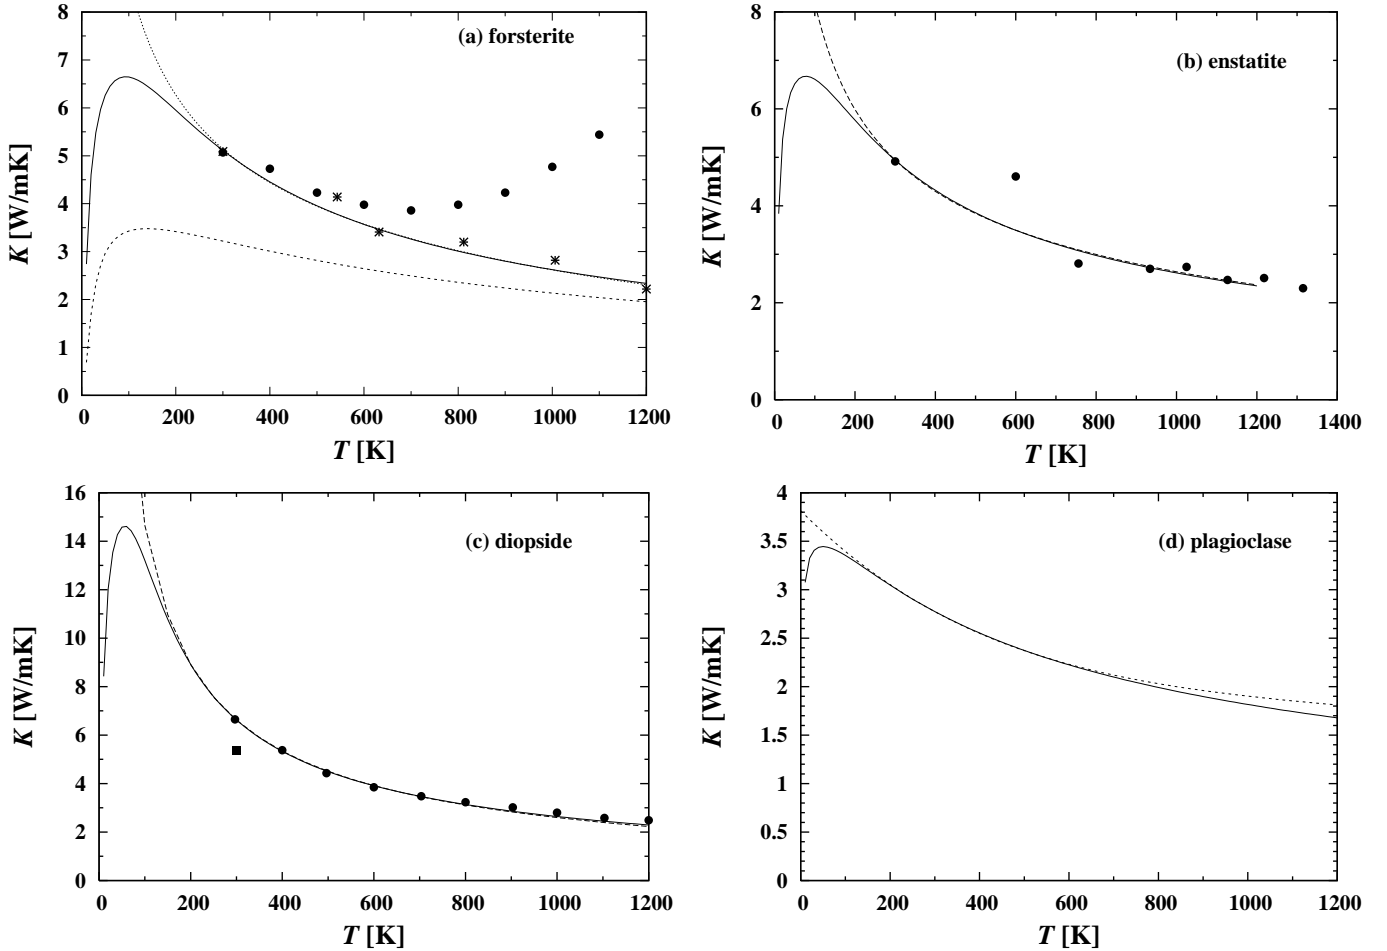 (a) forsterite
K [W/mK]
8
7
6
5
4
3
2
1
0
0 200 400 600 800 1000 1200
T [K]
(b) enstatite
K [W/mK]
8
6
4
2
0
0 200 400 600 800 1000 1200 1400
T [K]
(c) diopside
K [W/mK]
16
14
12
10
8
6
4
2
0
0 200 400 600 800 1000 1200
T [K]
(d) plagioclase
K [W/mK]
4
3.5
3
2.5
2
1.5
1
0.5
0
0 200 400 600 800 1000 1200
T [K]